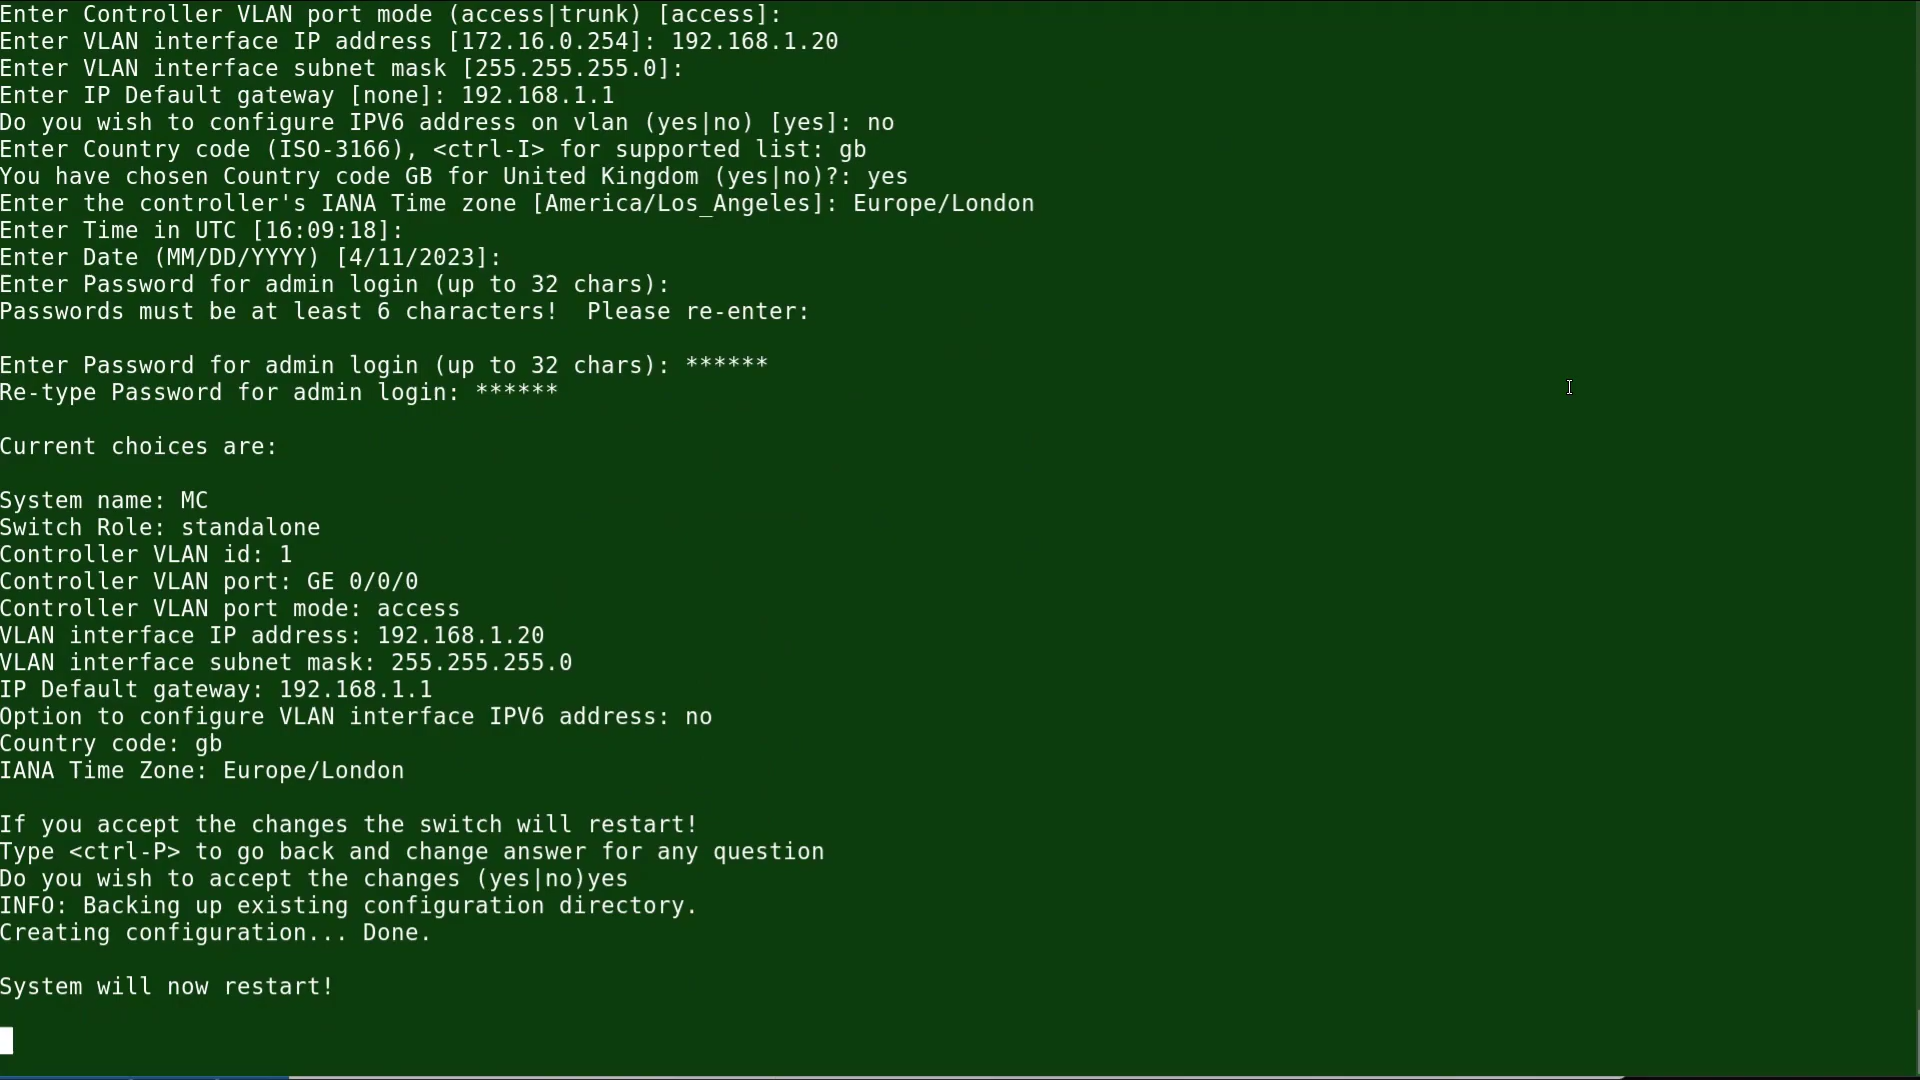 Enter Controller VLAN port mode (access|trunk) [access]:
Enter VLAN interface IP address [172.16.0.254]: 192.168.1.20
Enter VLAN interface subnet mask [255.255.255.0]:
Enter IP Default gateway [none]: 192.168.1.1
Do you wish to configure IPV6 address on vlan (yes|no) [yes]: no
Enter Country code (ISO-3166), <ctrl-I> for supported list: gb
You have chosen Country code GB for United Kingdom (yes|no)?: yes
Enter the controller's IANA Time zone [America/Los_Angeles]: Europe/London
Enter Time in UTC [16:09:18]:
Enter Date (MM/DD/YYYY) [4/11/2023]:
Enter Password for admin login (up to 32 chars):
Passwords must be at least 6 characters!  Please re-enter:
Enter Password for admin login (up to 32 chars): ******
Re-type Password for admin login: ******
Current choices are:
System name: MC
Switch Role: standalone
Controller VLAN id: 1
Controller VLAN port: GE 0/0/0
Controller VLAN port mode: access
VLAN interface IP address: 192.168.1.20
VLAN interface subnet mask: 255.255.255.0
IP Default gateway: 192.168.1.1
Option to configure VLAN interface IPV6 address: no
Country code: gb
IANA Time Zone: Europe/London
If you accept the changes the switch will restart!
Type <ctrl-P> to go back and change answer for any question
Do you wish to accept the changes (yes|no)yes
INFO: Backing up existing configuration directory.
Creating configuration... Done.
System will now restart!